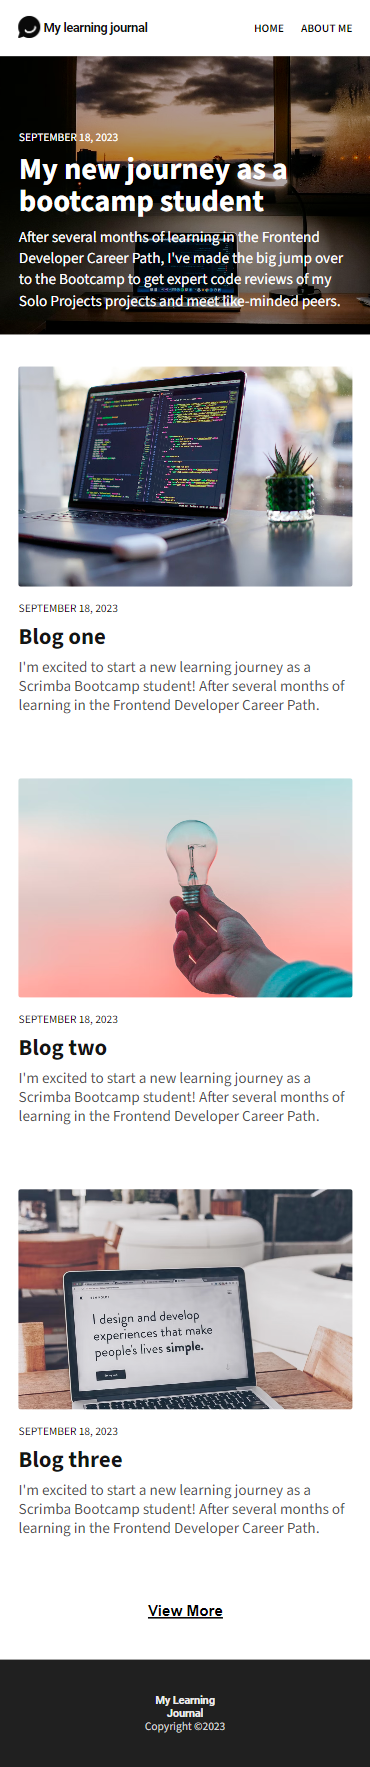 My learning journal
HOME
ABOUT ME
SEPTEMBER 18, 2023
My new journey as a
bootcamp student
After several months of learning in the Frontend
Developer Career Path, I've made the big jump over
to the Bootcamp to get expert code reviews of my
Solo Projects projects and meet like-minded peers.
SEPTEMBER 18, 2023
Blog one
I'm excited to start a new learning journey as a
Scrimba Bootcamp student! After several months of
learning in the Frontend Developer Career Path.
SEPTEMBER 18, 2023
Blog two
I'm excited to start a new learning journey as a
Scrimba Bootcamp student! After several months of
learning in the Frontend Developer Career Path.
I design and develop
experiences that make
people's lives simple.
SEPTEMBER 18, 2023
Blog three
I'm excited to start a new learning journey as a
Scrimba Bootcamp student! After several months of
learning in the Frontend Developer Career Path.
View More
My Learning
Journal
Copyright ©2023